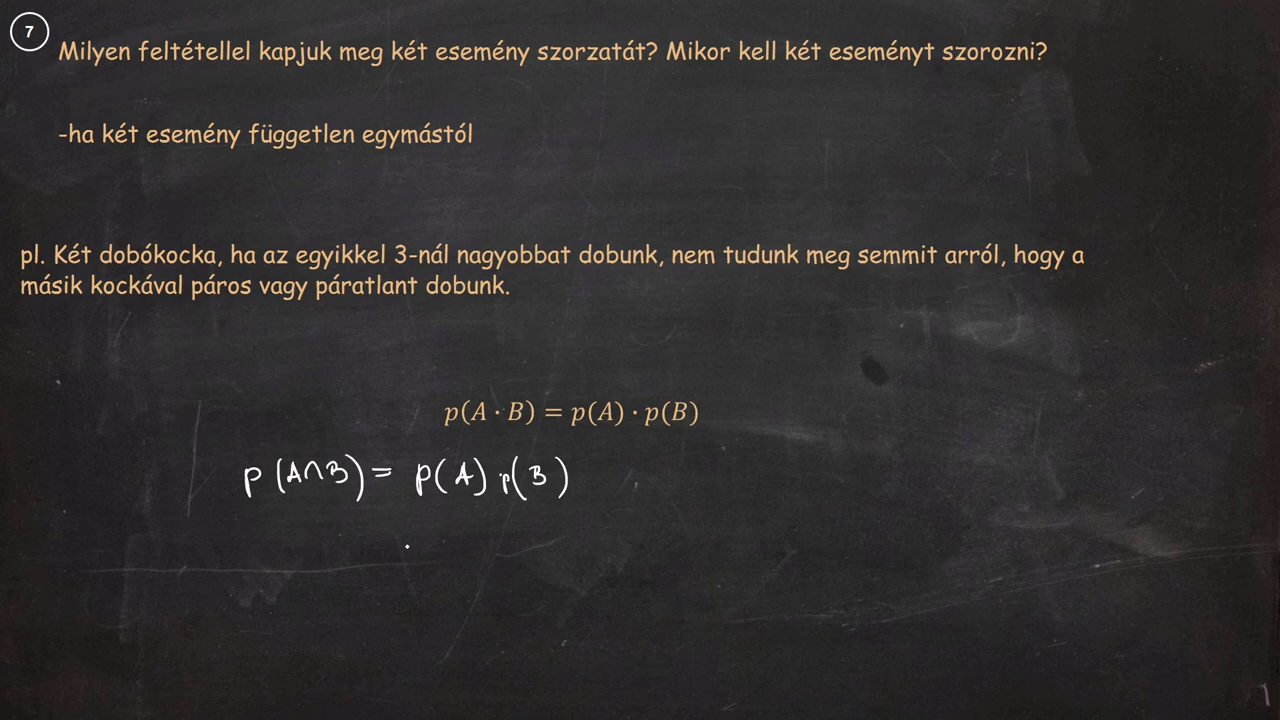 7
Milyen feltétellel kapjuk meg két esemény szorzatát? Mikor kell két eseményt szorozni?
-ha két esemény független egymástól
pl. Két dobókocka, ha az egyikkel 3-nál nagyobbat dobunk, nem tudunk meg semmit arról, hogy a
másik kockával páros vagy páratlant dobunk.
p(A · B) = p(A) · p(B)
p (A∩B) = p(A) p(B)